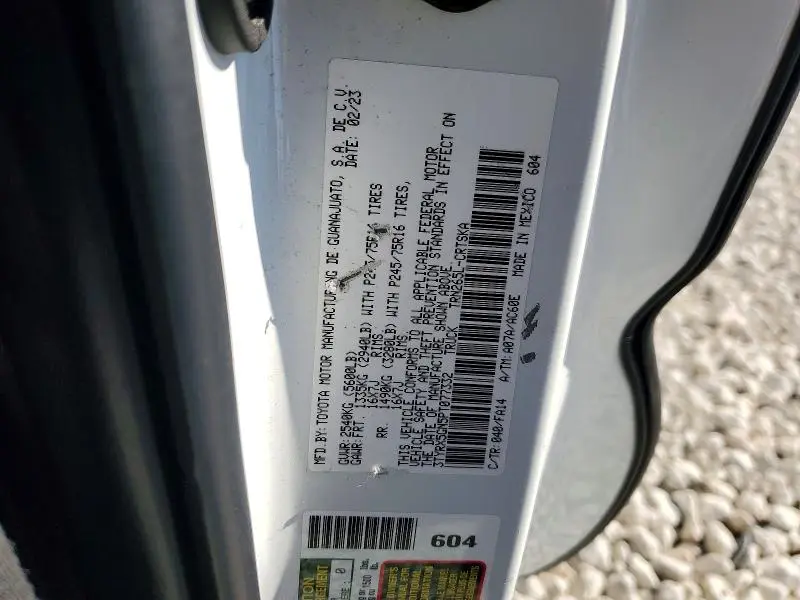 MFD.BY:TOYOTA MOTOR MANUFACTURING DE GUANAJUATO, S.A. DE C.V.
DATE: 02/23
GVWR:2540KG (5600LB)
GAWR:FRT. 1335KG (2940LB) WITH P245/75R16 TIRES
16X7J RIMS
RR. 1490KG (3280LB) WITH P245/75R16 TIRES,
16X7J RIMS
THIS VEHICLE CONFORMS TO ALL APPLICABLE FEDERAL MOTOR
VEHICLE SAFETY AND THEFT PREVENTION STANDARDS IN EFFECT ON
THE DATE OF MANUFACTURE SHOWN ABOVE.
3TYRX5GN5PT077332 TRUCK TRN265L-CRTSKA
C/TR:040/FA14 A/TM:A07A/AC60E MADE IN MEXICO 604
604